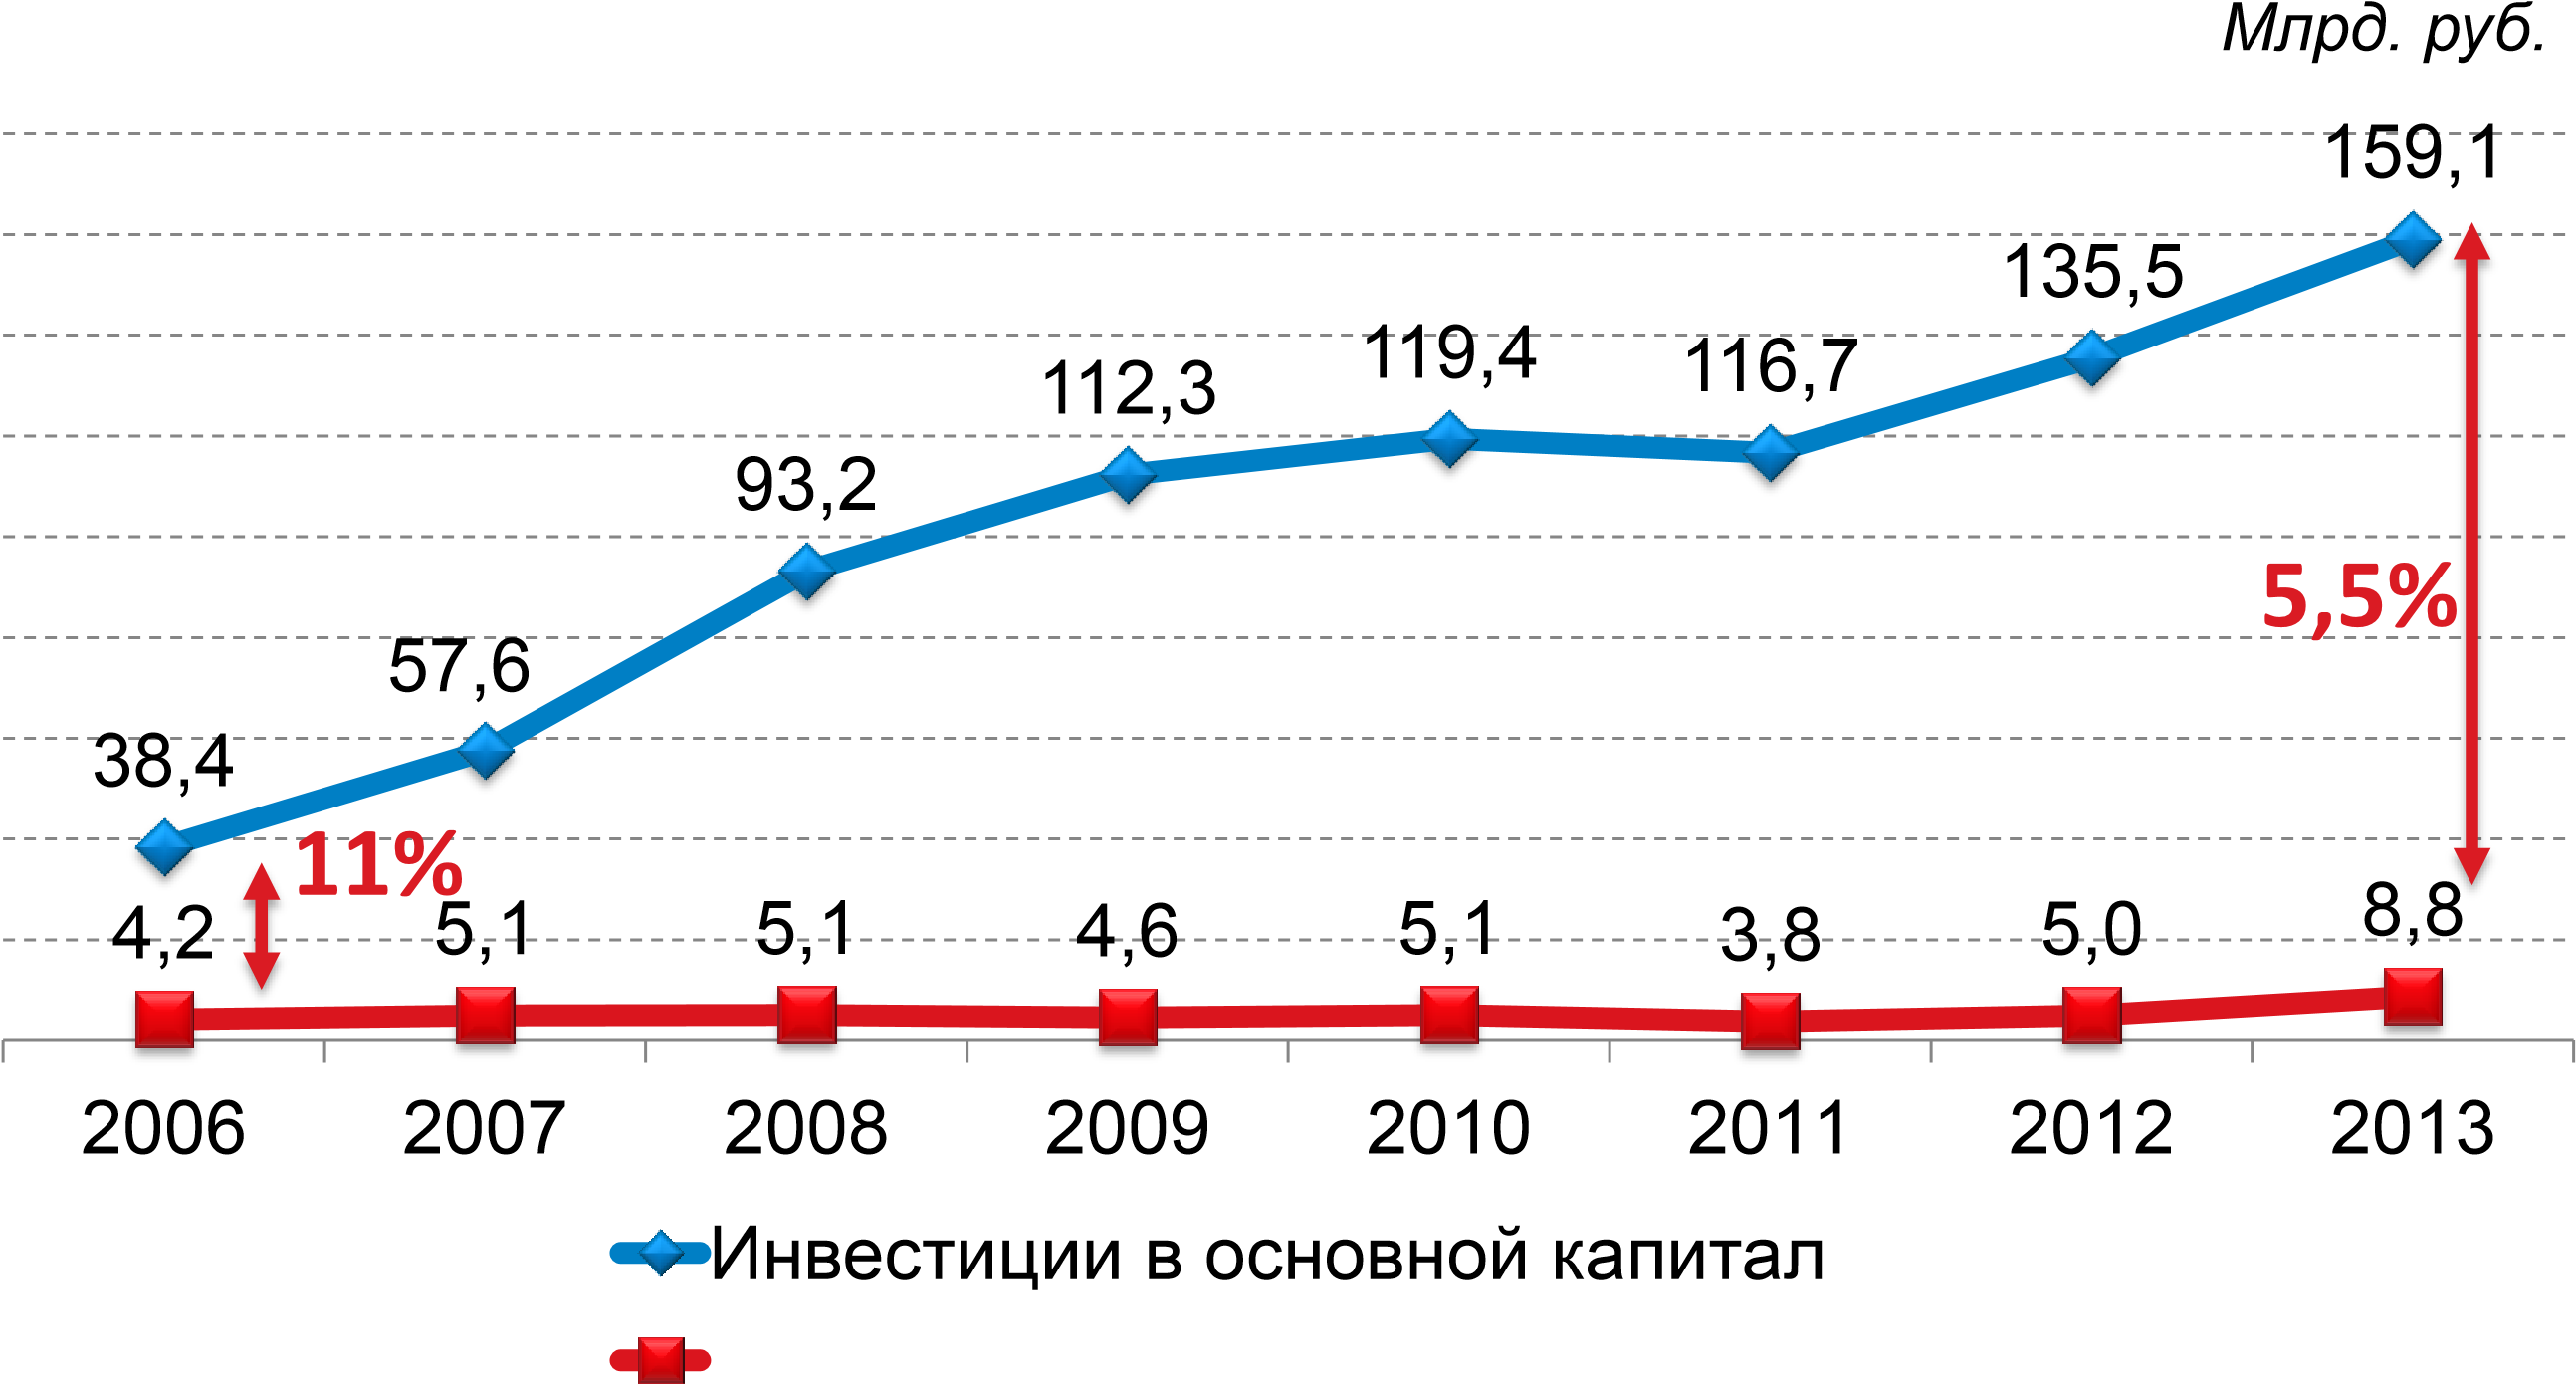 Млрд. руб.
159,1
135,5
119,4
116,7
112,3
93,2
5,5%
57,6
38,4
11%
4,2 5,1 5,1 4,6 5,1 3,8 5,0 8,8
2006 2007 2008 2009 2010 2011 2012 2013
Инвестиции в основной капитал